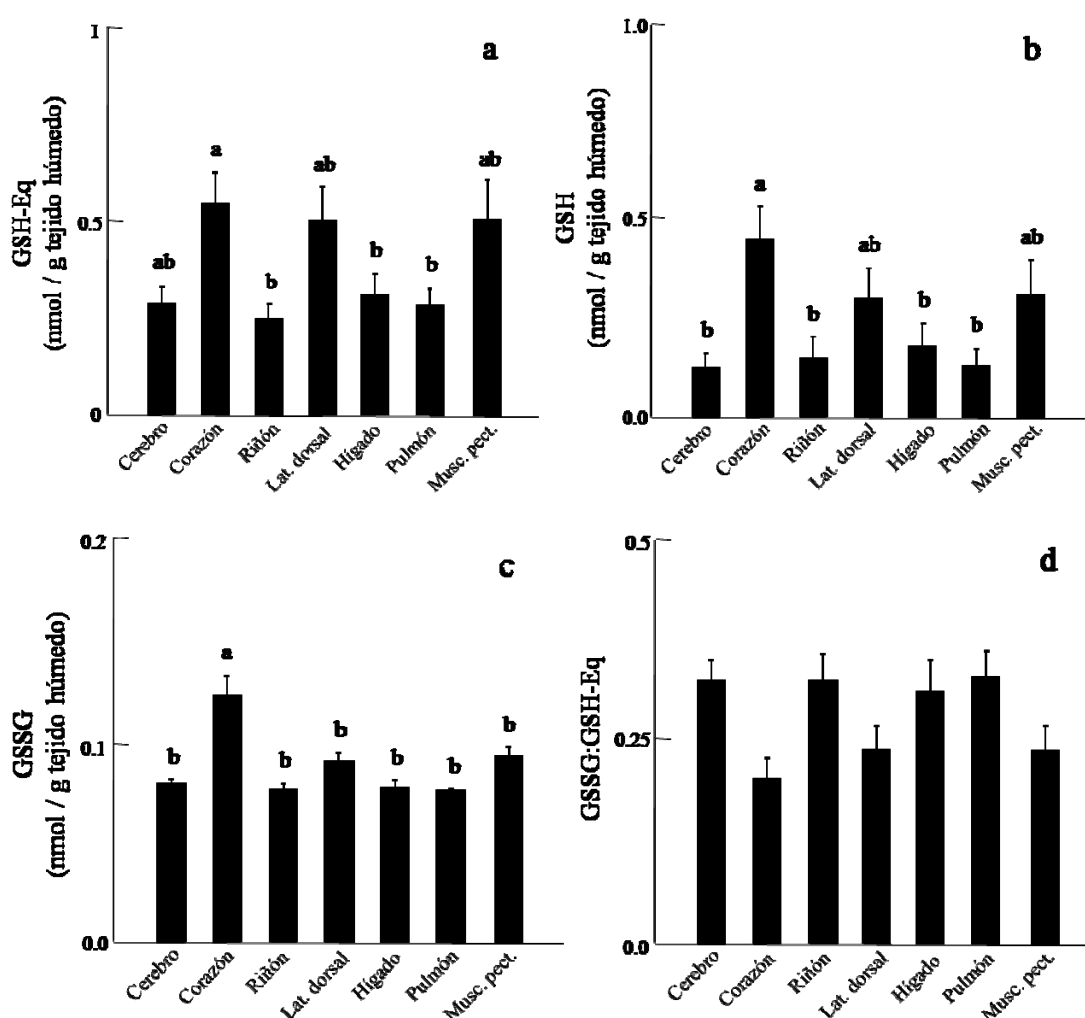 1
a
GSH-Eq
(nmol / g tejido húmedo)
0.5
0
ab
a
b
ab
b
b
ab
Cerebro
Corazón
Riñón
Lat. dorsal
Hígado
Pulmón
Musc. pect.
1.0
b
GSH
(nmol / g tejido húmedo)
0.5
0.0
b
a
b
ab
b
b
ab
Cerebro
Corazón
Riñón
Lat. dorsal
Hígado
Pulmón
Musc. pect.
0.2
c
GSSG
(nmol / g tejido húmedo)
0.1
0.0
b
a
b
b
b
b
b
Cerebro
Corazón
Riñón
Lat. dorsal
Hígado
Pulmón
Musc. pect.
0.5
d
GSSG:GSH-Eq
0.25
0.0
Cerebro
Corazón
Riñón
Lat. dorsal
Hígado
Pulmón
Musc. pect.